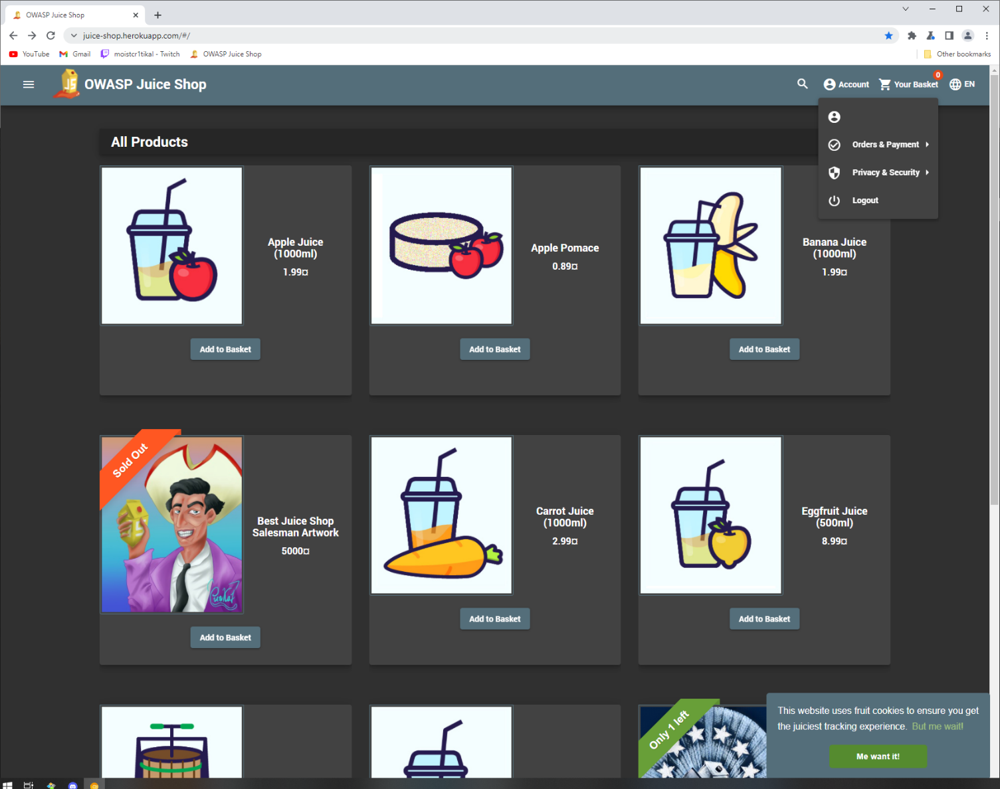 OWASP Juice Shop
juice-shop.herokuapp.com/#/
YouTube Gmail moistcr1tikal - Twitch OWASP Juice Shop Other bookmarks
OWASP Juice Shop
Account Your Basket 0 EN
Orders & Payment
Privacy & Security
Logout
All Products
Apple Juice
(1000ml)
1.99¤
Add to Basket
Apple Pomace
0.89¤
Add to Basket
Banana Juice
(1000ml)
1.99¤
Add to Basket
Sold Out
Best Juice Shop
Salesman Artwork
5000¤
Add to Basket
Carrot Juice
(1000ml)
2.99¤
Add to Basket
Eggfruit Juice
(500ml)
8.99¤
Add to Basket
Only 1 left
This website uses fruit cookies to ensure you get
the juiciest tracking experience. But me wait!
Me want it!